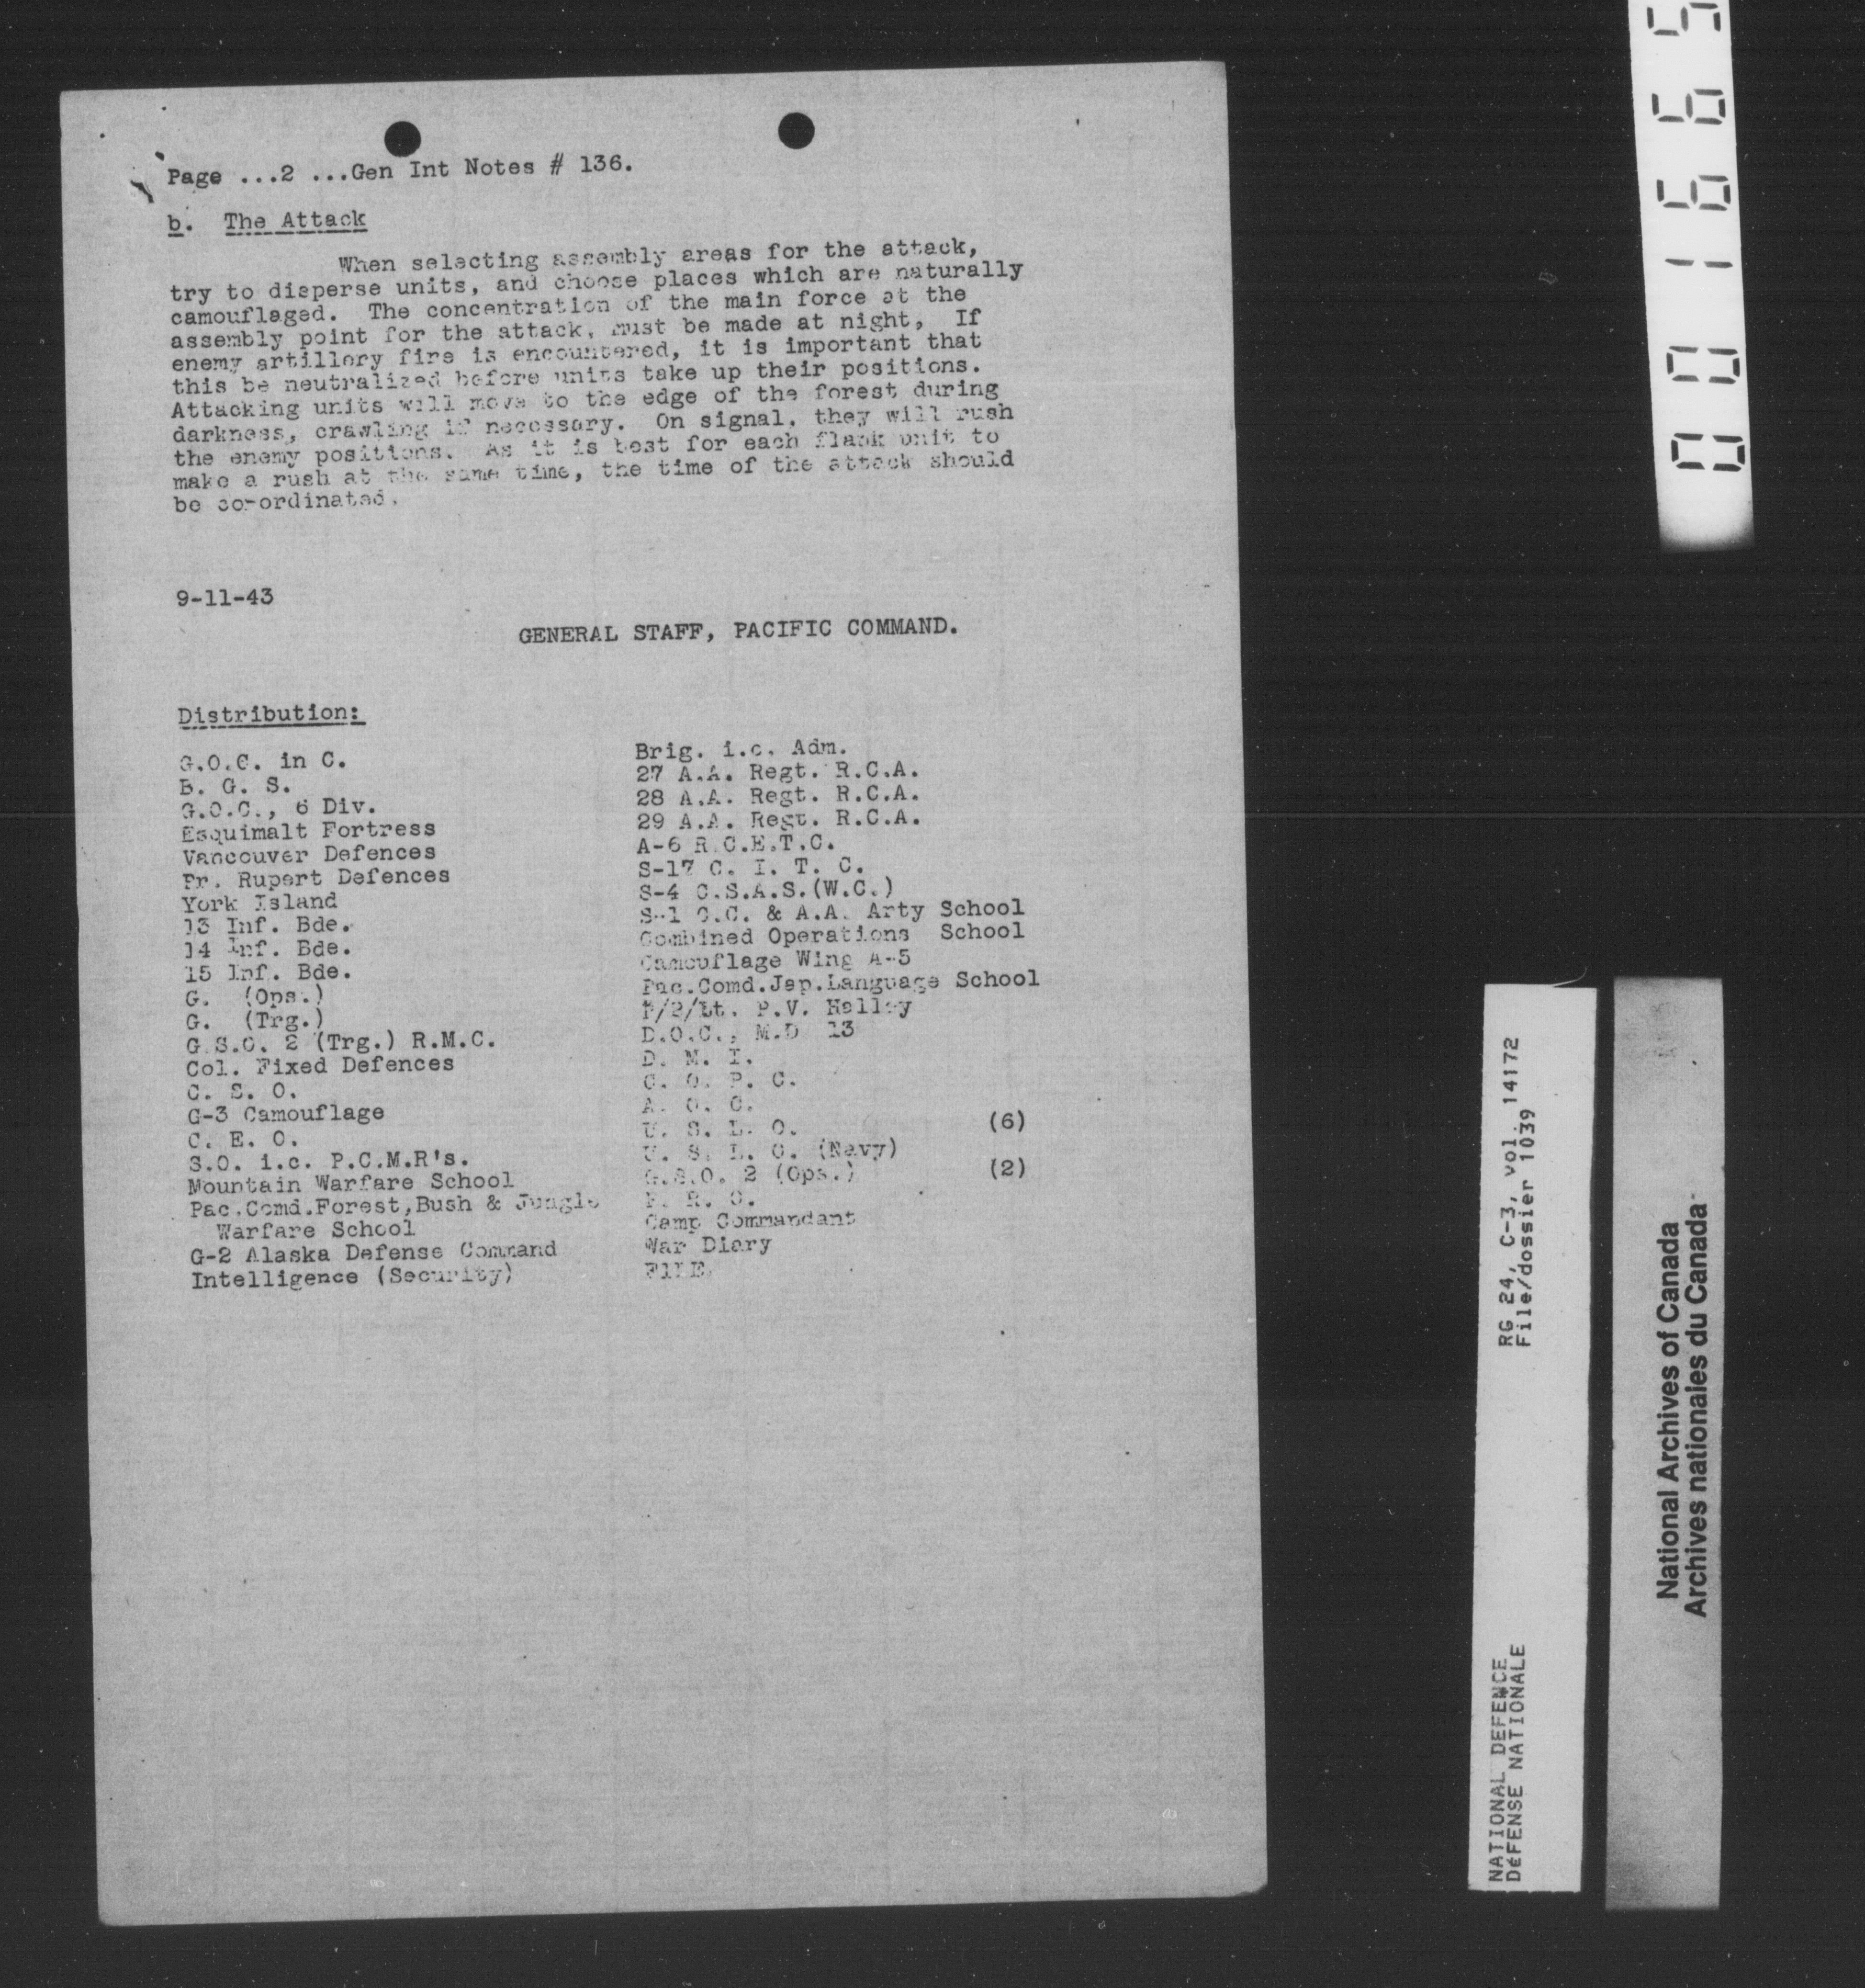 Page ...2 ...Gen Int Notes # 136.
b. The Attack
When selecting assembly areas for the attack,
try to disperse units, and choose places which are naturally
camouflaged. The concentration of the main force at the
assembly point for the attack, must be made at night, If
enemy artillery fire is encountered, it is important that
this be neutralized before units take up their positions.
Attacking units will move to the edge of the forest during
darkness, crawling if necessary. On signal, they will rush
the enemy positions. As it is best for each flank unit to
make a rush at the same time, the time of the attack should
be co-ordinated.
9-11-43
GENERAL STAFF, PACIFIC COMMAND.
Distribution:
G.O.C. in C.
B. G. S.
G.O.C., 6 Div.
Esquimalt Fortress
Vancouver Defences
Pr. Rupert Defences
York Island
13 Inf. Bde.
14 Inf. Bde.
15 Inf. Bde.
G. (Ops.)
G. (Trg.)
G.S.O. 2 (Trg.) R.M.C.
Col. Fixed Defences
C. S. O.
G-3 Camouflage
C. E. O.
S.O. i.c. P.C.M.R's.
Mountain Warfare School
Pac.Comd.Forest,Bush & Jungle
Warfare School
G-2 Alaska Defense Command
Intelligence (Security)
Brig. i.c. Adm.
27 A.A. Regt. R.C.A.
28 A.A. Regt. R.C.A.
29 A.A. Regt. R.C.A.
A-6 R.C.E.T.C.
S-17 C. I. T. C.
S-4 C.S.A.S.(W.C.)
S-1 C.C. & A.A. Arty School
Combined Operations School
Camouflage Wing A-5
Pac.Comd.Jap.Language School
P/2/Lt. P.V. Halley
D.O.C., M.D 13
D. M. I.
C. O. P. C.
A. O. C.
U. S. L. O. (6)
U. S. L. O. (Navy)
G.S.O. 2 (Ops.) (2)
P. R. O.
Camp Commandant
War Diary
FILE.
001665
RG 24, C-3, vol. 14172
File/dossier 1039
NATIONAL DEFENCE
DéFENSE NATIONALE
National Archives of Canada
Archives nationales du Canada